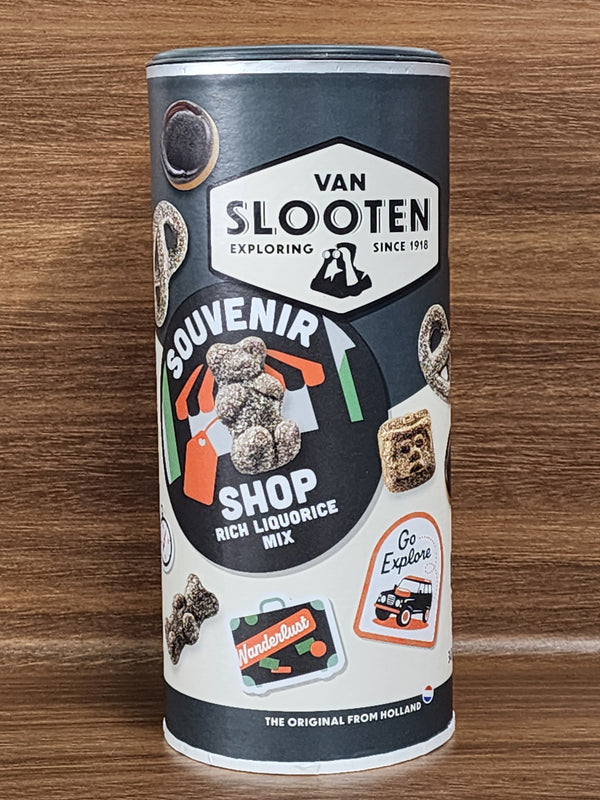 VAN
SLOOTEN
EXPLORING SINCE 1918
SOUVENIR
SHOP
RICH LIQUORICE
MIX
Go
Explore
Wanderlust
THE ORIGINAL FROM HOLLAND